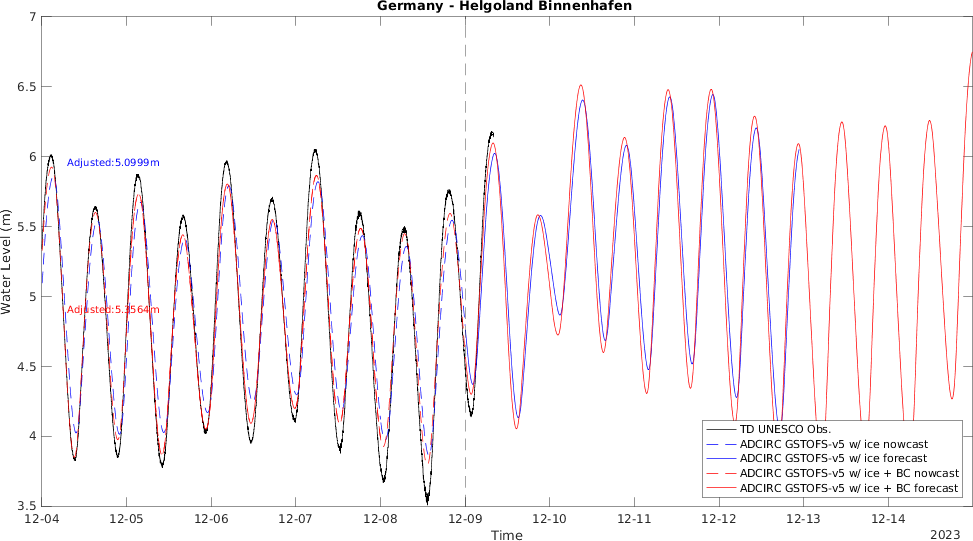 Germany - Helgoland Binnenhafen
7
6.5
6
5.5
5
4.5
4
3.5
Water Level (m)
Adjusted:5.0999m
Adjusted:5.3564m
TD UNESCO Obs.
ADCIRC GSTOFS-v5 w/ ice nowcast
ADCIRC GSTOFS-v5 w/ ice forecast
ADCIRC GSTOFS-v5 w/ ice + BC nowcast
ADCIRC GSTOFS-v5 w/ ice + BC forecast
12-04 12-05 12-06 12-07 12-08 12-09 12-10 12-11 12-12 12-13 12-14
Time
2023